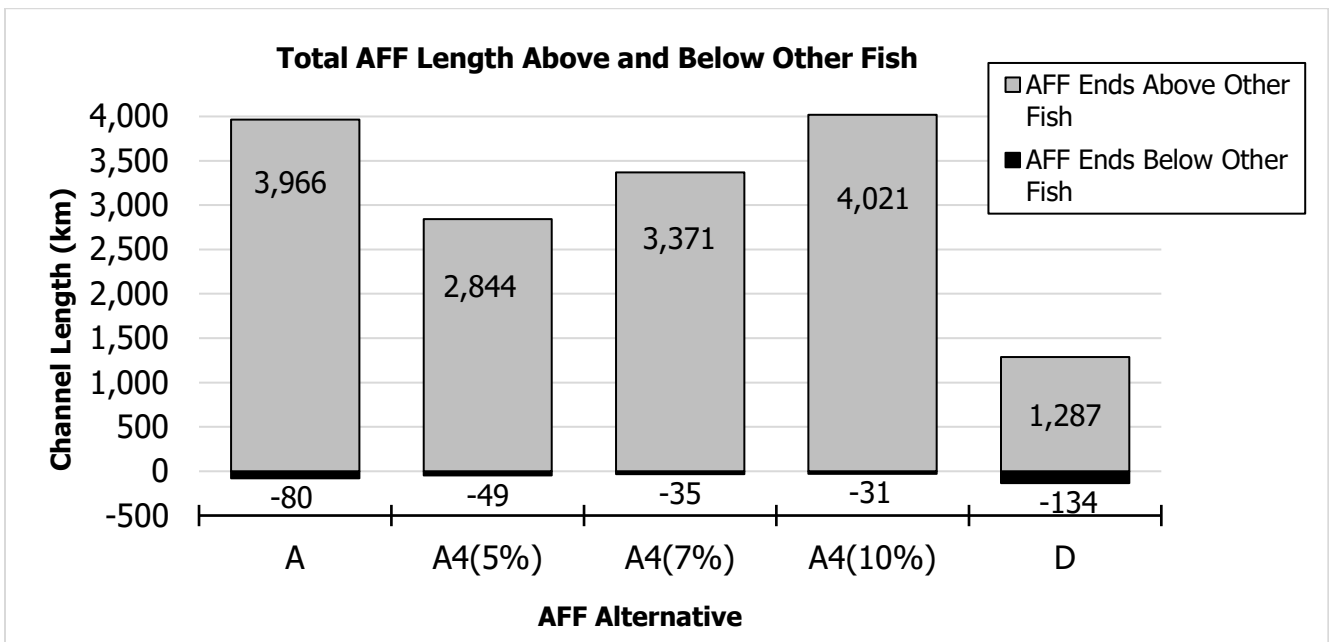 Total AFF Length Above and Below Other Fish
AFF Ends Above Other
Fish
AFF Ends Below Other
Fish
Channel Length (km)
4,000
3,500
3,000
2,500
2,000
1,500
1,000
500
0
-500
3,966
2,844
3,371
4,021
1,287
-80
-49
-35
-31
-134
A
A4(5%)
A4(7%)
A4(10%)
D
AFF Alternative